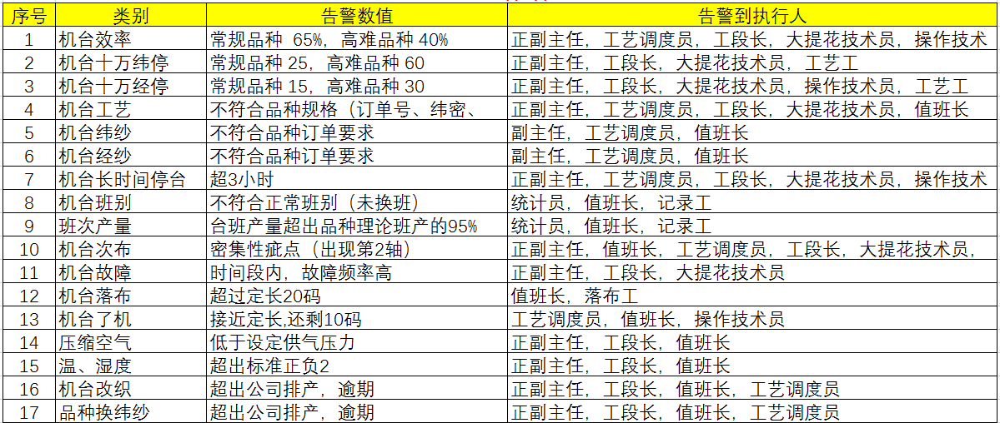 序号 类别 告警数值 告警到执行人
1 机台效率 常规品种 65%，高难品种 40% 正副主任，工艺调度员，工段长，大提花技术员，操作技术
2 机台十万纬停 常规品种 25，高难品种 60 正副主任，工段长，大提花技术员，工艺工
3 机台十万经停 常规品种 15，高难品种 30 正副主任，工段长，大提花技术员，操作技术员，工艺工
4 机台工艺 不符合品种规格（订单号、纬密、 正副主任，工艺调度员，工段长，大提花技术员，值班长
5 机台纬纱 不符合品种订单要求 副主任，工艺调度员，值班长
6 机台经纱 不符合品种订单要求 副主任，工艺调度员，值班长
7 机台长时间停台 超3小时 正副主任，工艺调度员，工段长，大提花技术员，操作技术
8 机台班别 不符合正常班别（未换班） 统计员，值班长，记录工
9 班次产量 台班产量超出品种理论班产的95% 统计员，值班长，记录工
10 机台次布 密集性疵点（出现第2轴） 正副主任，值班长，工艺调度员，工段长，大提花技术员，
11 机台故障 时间段内，故障频率高 正副主任，工段长，大提花技术员
12 机台落布 超过定长20码 值班长，落布工
13 机台了机 接近定长,还剩10码 工艺调度员，值班长，操作技术员
14 压缩空气 低于设定供气压力 正副主任，工段长，值班长
15 温、湿度 超出标准正负2 正副主任，工段长，值班长
16 机台改织 超出公司排产，逾期 正副主任，工段长，值班长，工艺调度员
17 品种换纬纱 超出公司排产，逾期 正副主任，工段长，值班长，工艺调度员